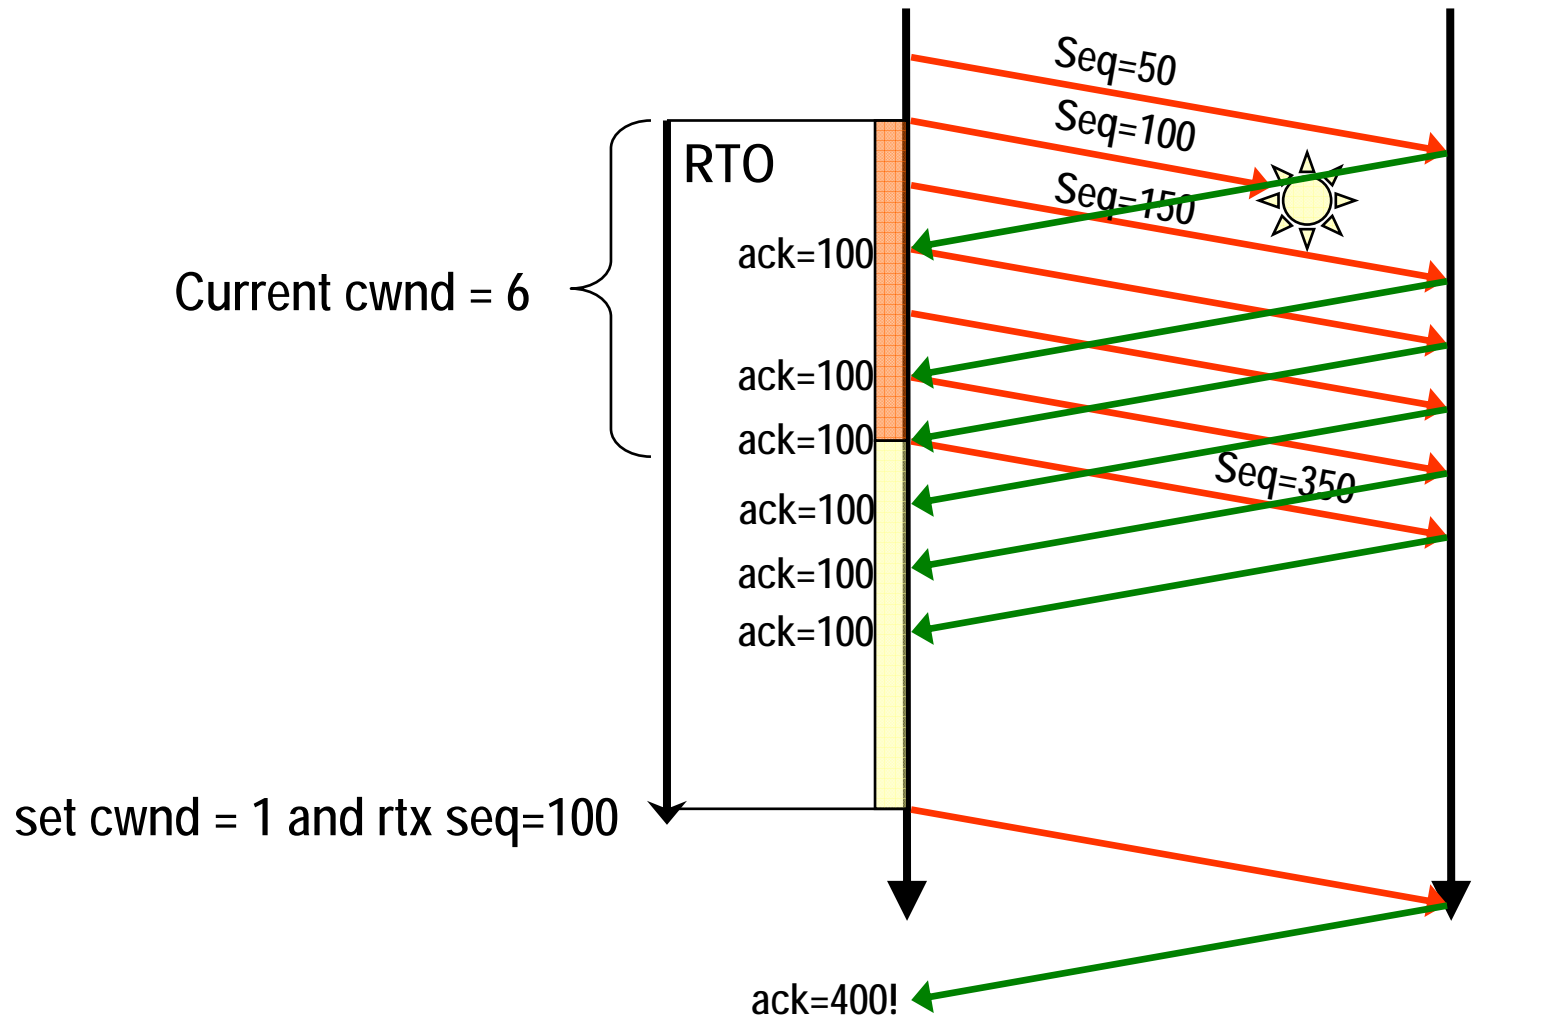 Seq=50
Seq=100
RTO
Seq=150
ack=100
Current cwnd = 6
ack=100
ack=100
Seq=350
ack=100
ack=100
ack=100
set cwnd = 1 and rtx seq=100
ack=400!